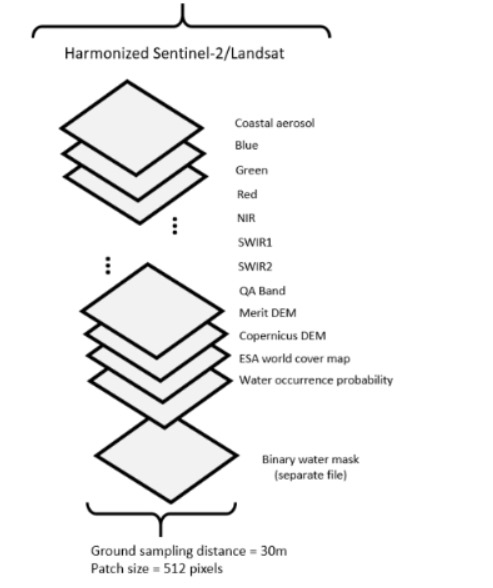 Harmonized Sentinel-2/Landsat
Coastal aerosol
Blue
Green
Red
NIR
SWIR1
SWIR2
QA Band
Merit DEM
Copernicus DEM
ESA world cover map
Water occurrence probability
Binary water mask
(separate file)
Ground sampling distance = 30m
Patch size = 512 pixels